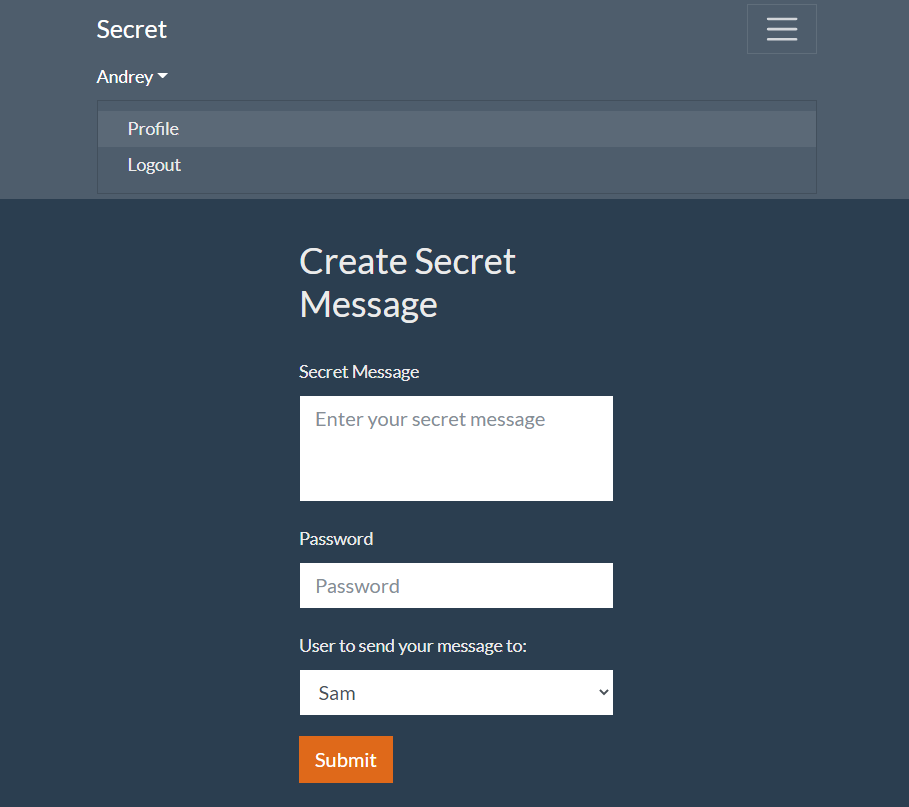 Secret
Andrey
Profile
Logout
Create Secret
Message
Secret Message
Enter your secret message
Password
Password
User to send your message to:
Sam
Submit